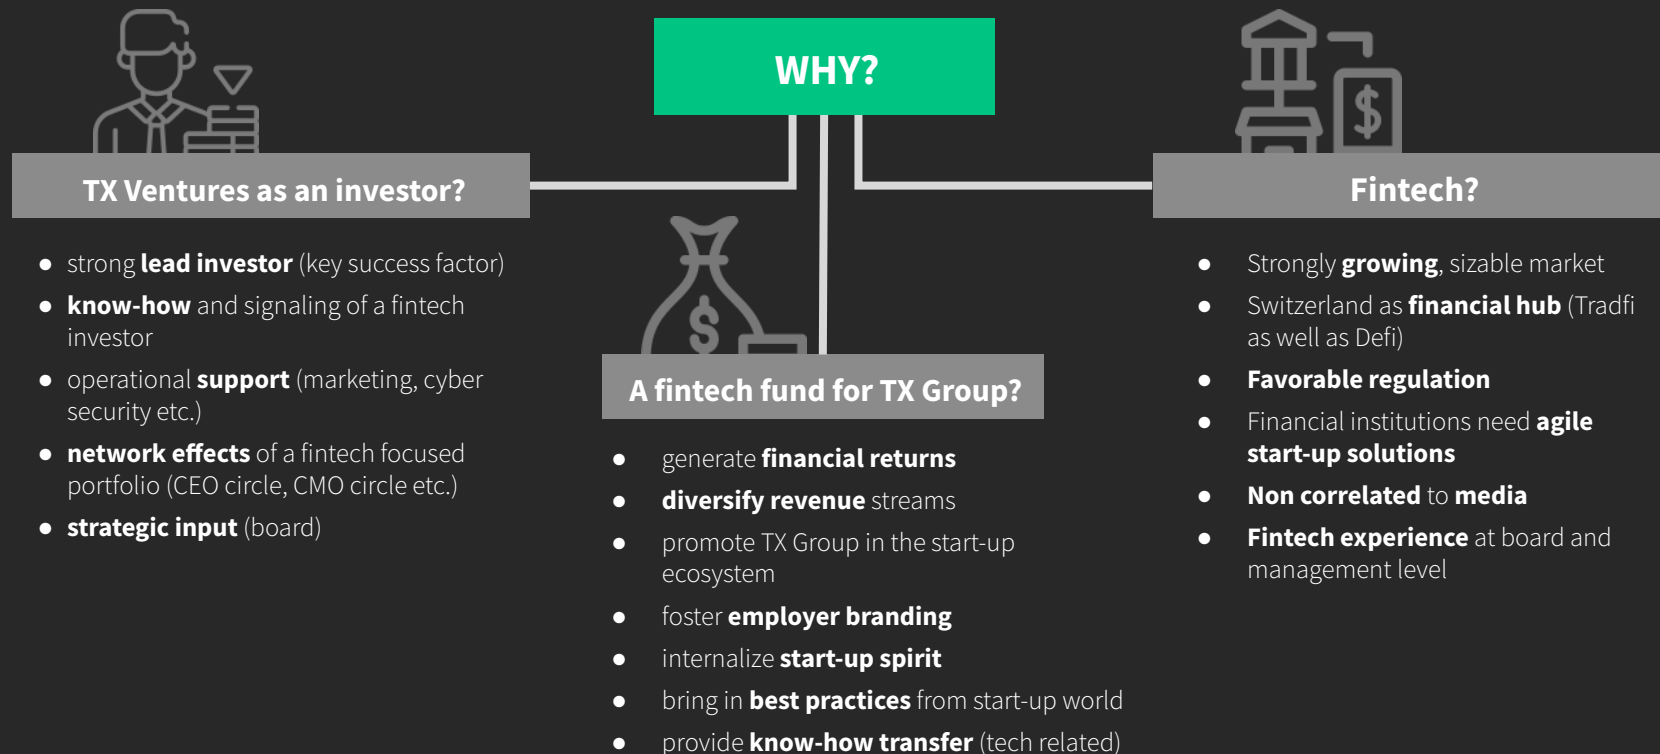 WHY?
TX Ventures as an investor?
● strong lead investor (key success factor)
● know-how and signaling of a fintech
investor
● operational support (marketing, cyber
security etc.)
● network effects of a fintech focused
portfolio (CEO circle, CMO circle etc.)
● strategic input (board)
$
A fintech fund for TX Group?
● generate financial returns
● diversify revenue streams
● promote TX Group in the start-up
ecosystem
● foster employer branding
● internalize start-up spirit
● bring in best practices from start-up world
● provide know-how transfer (tech related)
$
Fintech?
● Strongly growing, sizable market
● Switzerland as financial hub (Tradfi
as well as Defi)
● Favorable regulation
● Financial institutions need agile
start-up solutions
● Non correlated to media
● Fintech experience at board and
management level